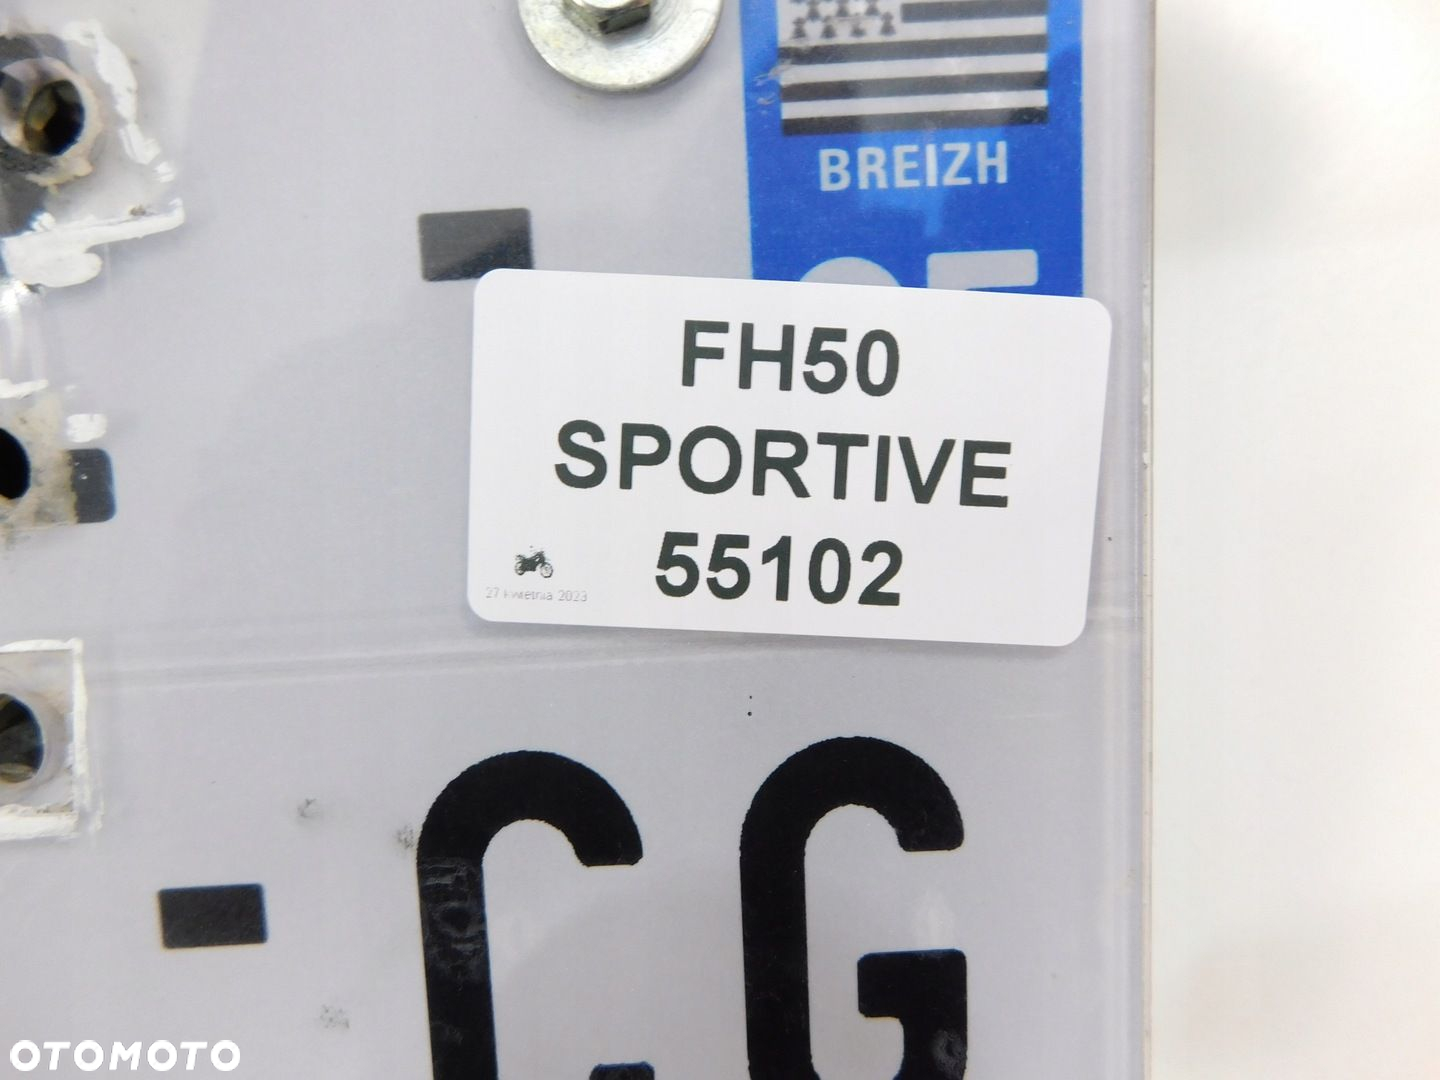 BREIZH
FH50
SPORTIVE
55102
27 kwietnia 2023
CG
OTOMOTO